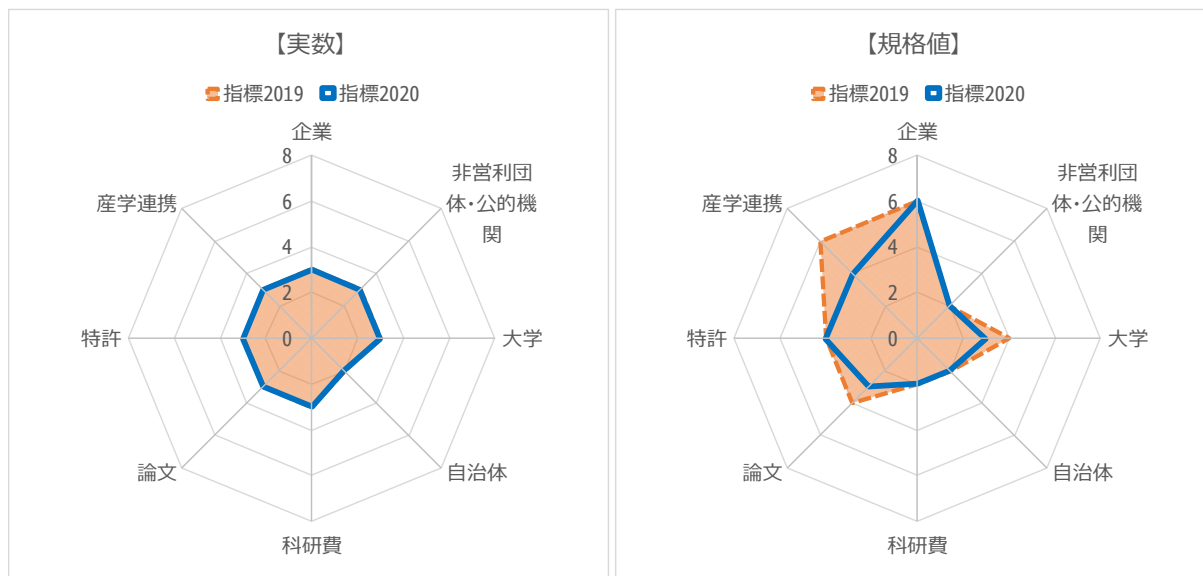 【実数】
指標2019 指標2020
企業
8
非営利団
体・公的機
関
6
4
2
0
産学連携
特許
大学
論文
自治体
科研費
【規格値】
指標2019 指標2020
企業
8
非営利団
体・公的機
関
6
4
2
0
産学連携
特許
大学
論文
自治体
科研費